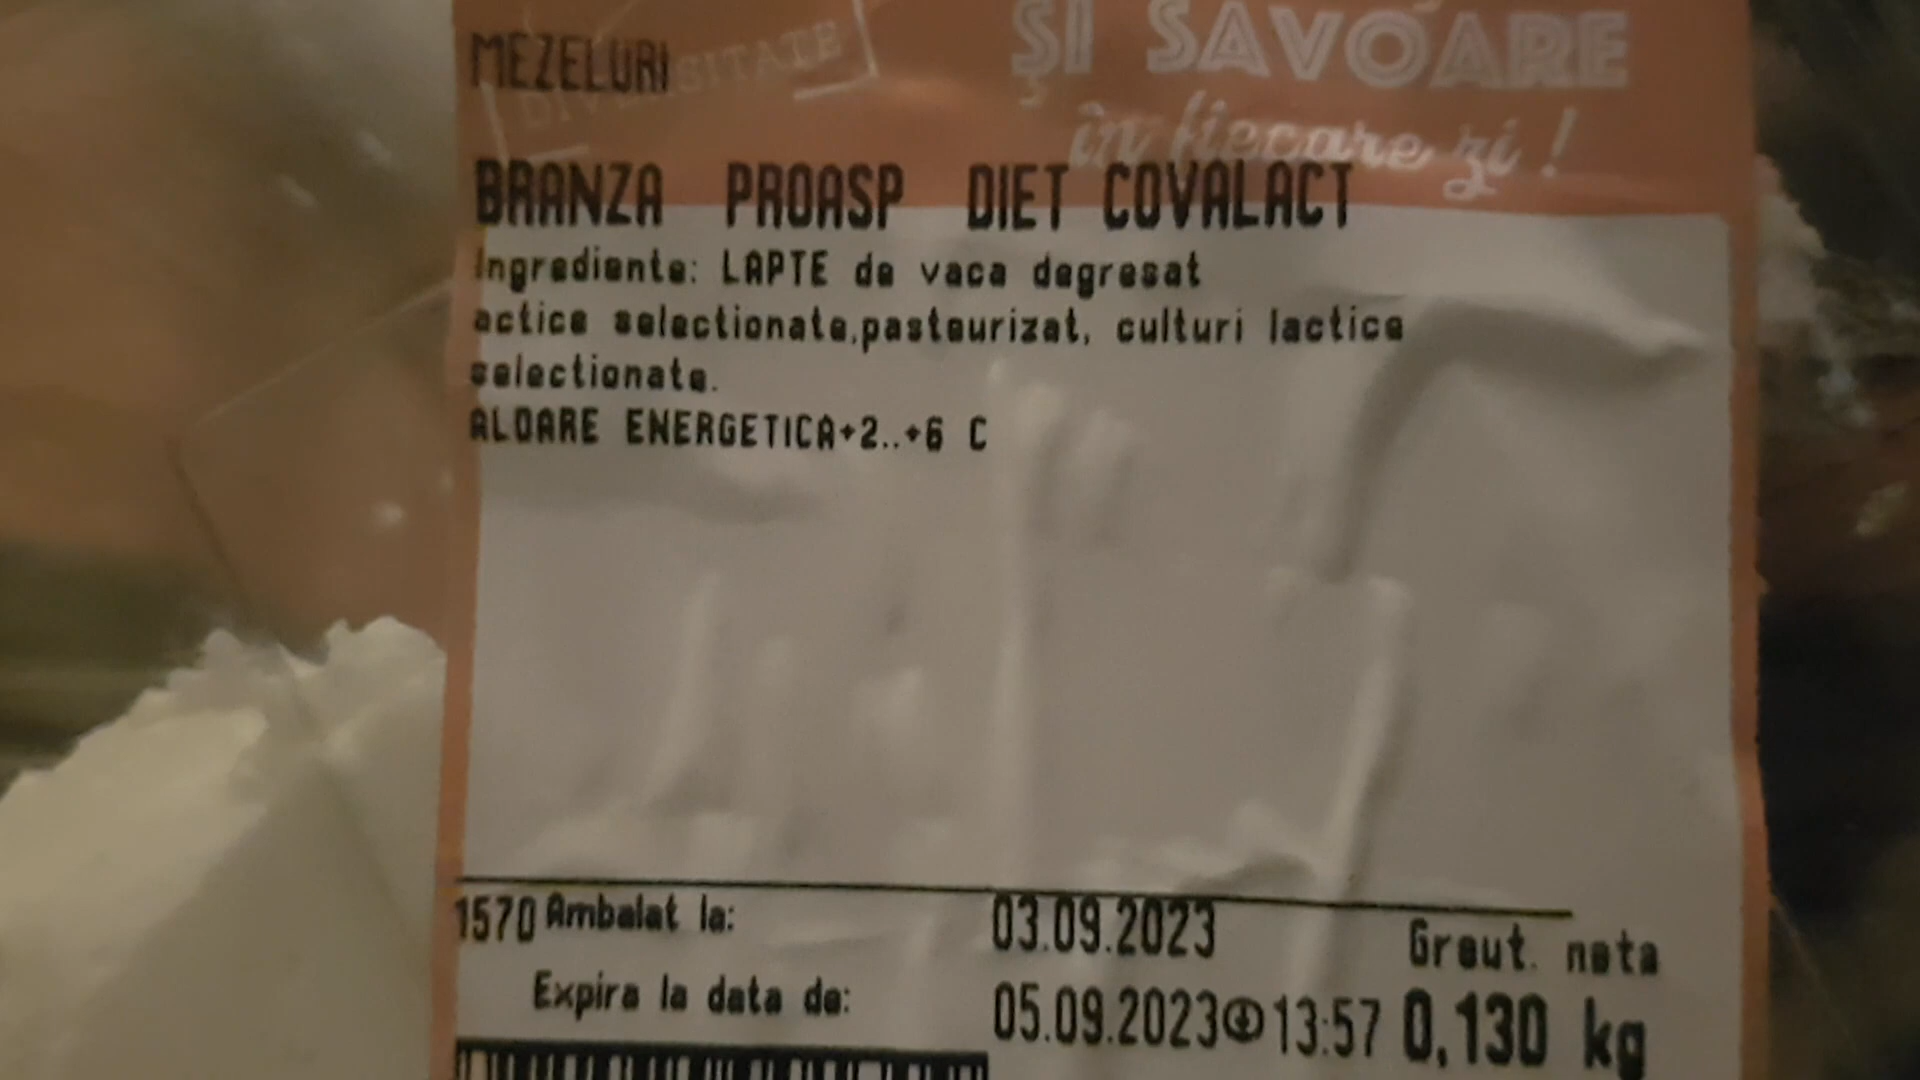 ȘI SAVOARE
în fiecare zi !
DIVERSITATE
MEZELURI
BRANZA PROASP DIET COVALACT
Ingrediente: LAPTE de vaca degresat
actice selectionate,pasteurizat, culturi lactice
selectionate.
ALOARE ENERGETICA+2..+6 C
1570 Ambalat la: 03.09.2023 Greut. neta
Expira la data de: 05.09.2023 13:57 0,130 kg